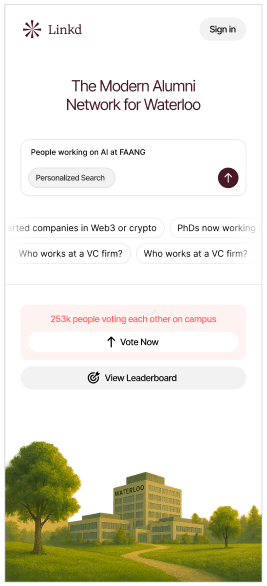 Linkd
Sign in
The Modern Alumni
Network for Waterloo
People working on AI at FAANG
Personalized Search
companies in Web3 or crypto
PhDs now working
Who works at a VC firm?
Who works at a VC firm?
253k people voting each other on campus
Vote Now
View Leaderboard
WATERLOO